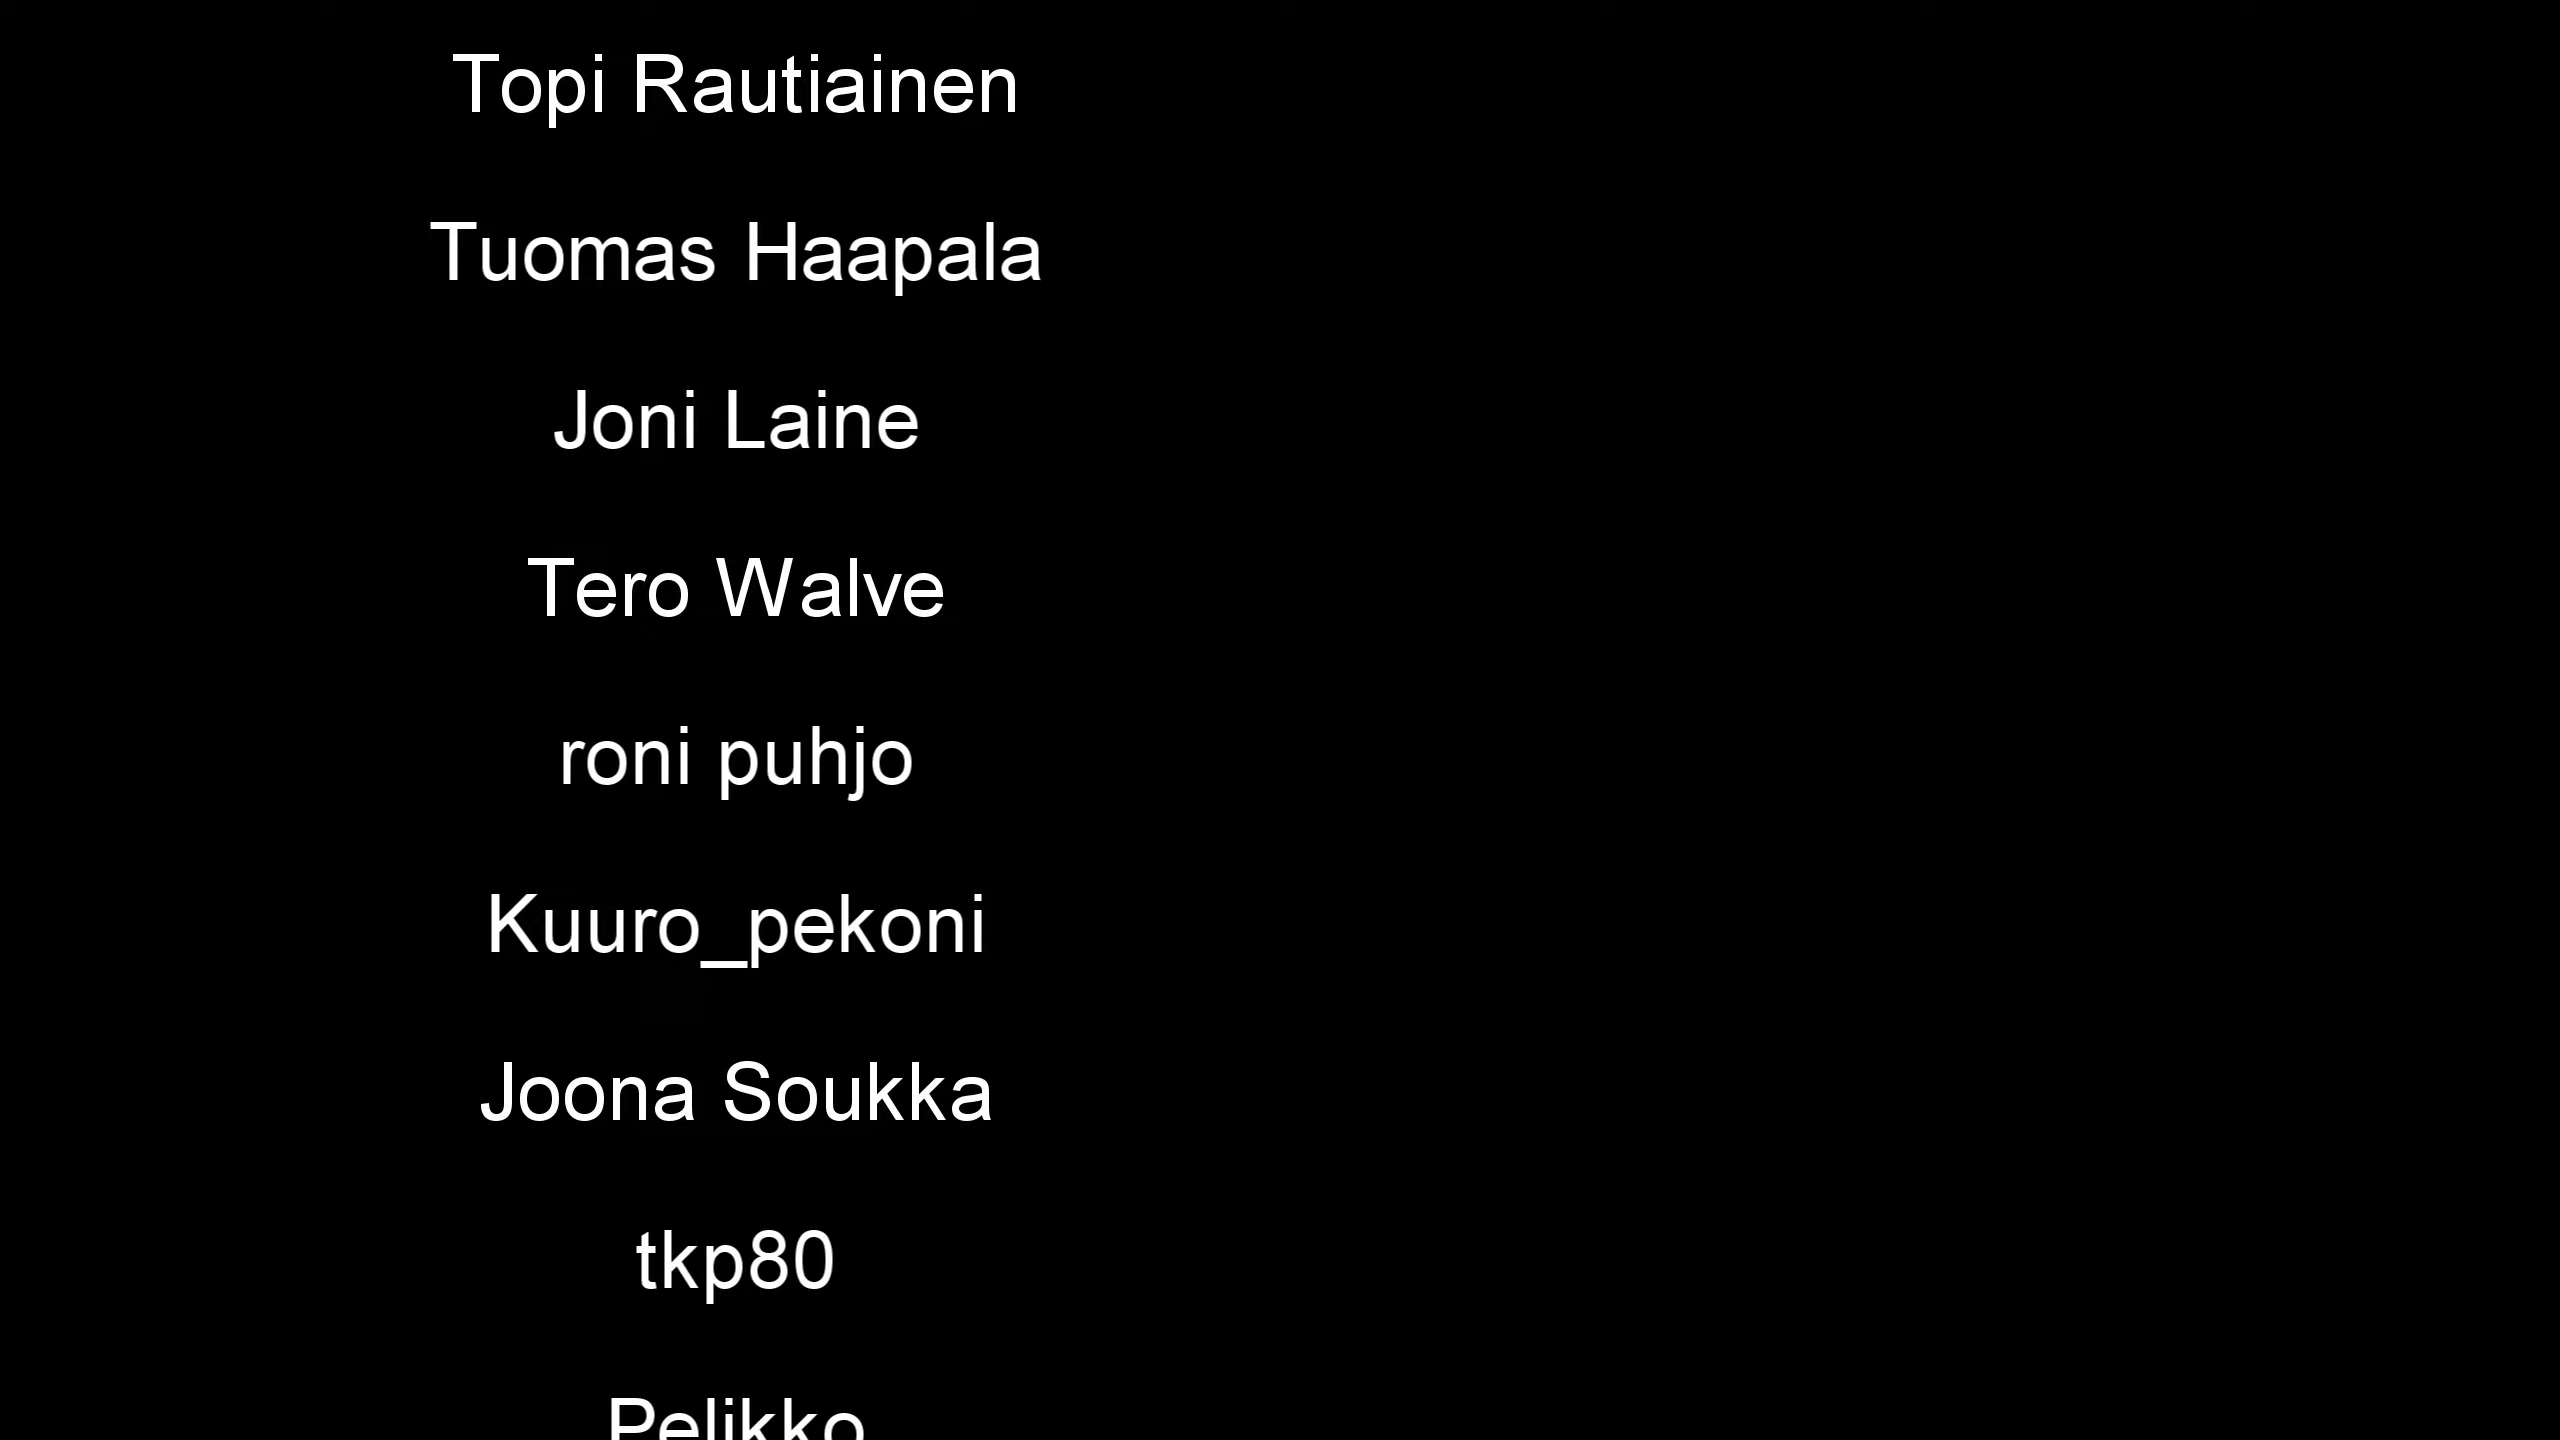 Topi Rautiainen
Tuomas Haapala
Joni Laine
Tero Walve
roni puhjo
Kuuro_pekoni
Joona Soukka
tkp80
Pelikko